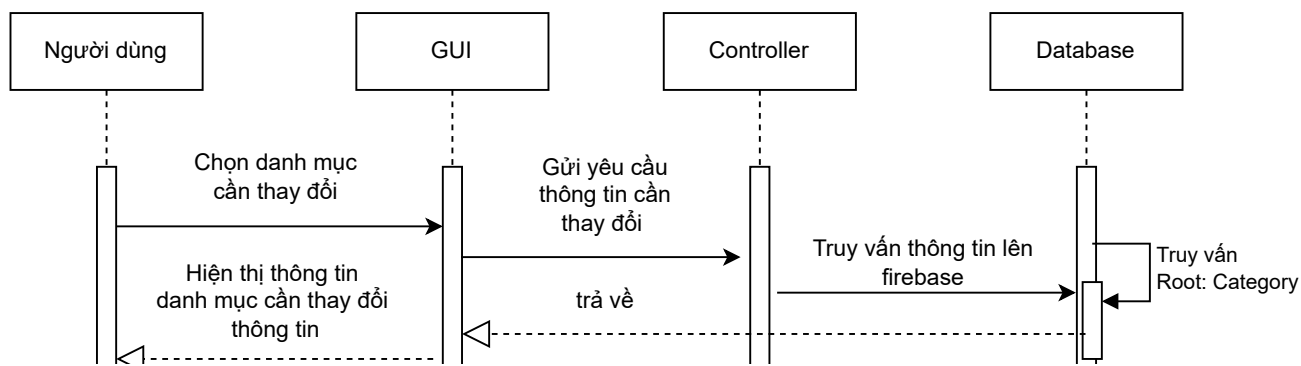 Người dùng
GUI
Controller
Database
Chọn danh mục
cần thay đổi
Gửi yêu cầu
thông tin cần
thay đổi
Truy vấn thông tin lên
firebase
Truy vấn
Root: Category
Hiện thị thông tin
danh mục cần thay đổi
thông tin
trả về